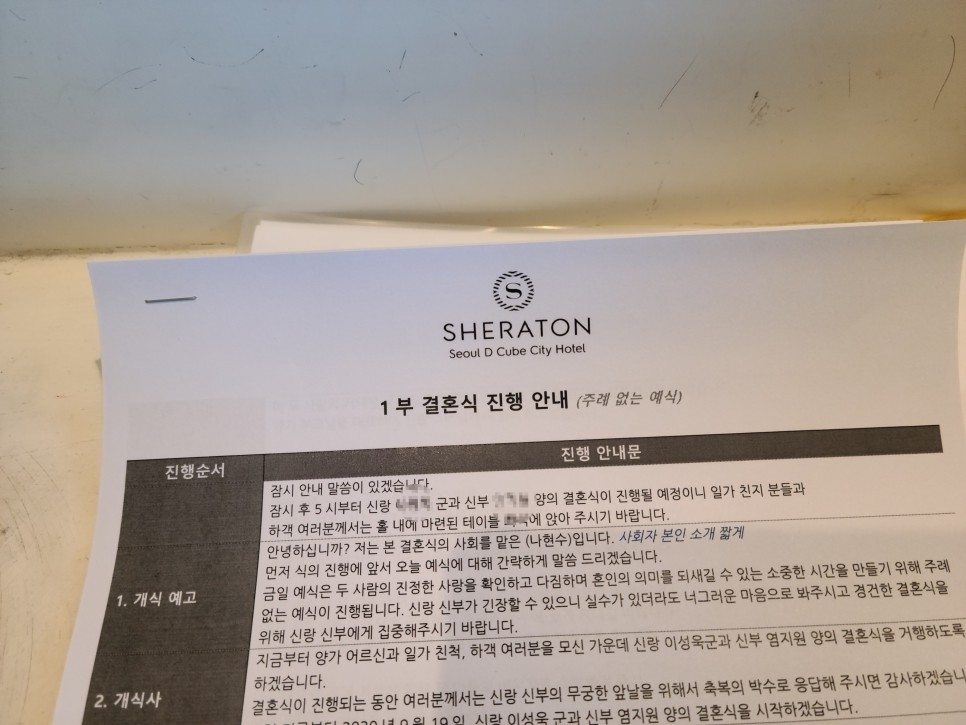 S
SHERATON
Seoul D Cube City Hotel
1 부 결혼식 진행 안내 (주례 없는 예식)
진행순서
진행 안내문
잠시 안내 말씀이 있겠습니다.
잠시 후 5 시부터 신랑 군과 신부 양의 결혼식이 진행될 예정이니 일가 친지 분들과
하객 여러분께서는 홀 내에 마련된 테이블 에 앉아 주시기 바랍니다.
1. 개식 예고
안녕하십니까? 저는 본 결혼식의 사회를 맡은 (나현수)입니다. 사회자 본인 소개 짧게
먼저 식의 진행에 앞서 오늘 예식에 대해 간략하게 말씀 드리겠습니다.
금일 예식은 두 사람의 진정한 사랑을 확인하고 다짐하며 혼인의 의미를 되새길 수 있는 소중한 시간을 만들기 위해 주례
없는 예식이 진행됩니다. 신랑 신부가 긴장할 수 있으니 실수가 있더라도 너그러운 마음으로 봐주시고 경건한 결혼식을
위해 신랑 신부에게 집중해주시기 바랍니다.
2. 개식사
지금부터 양가 어르신과 일가 친척, 하객 여러분을 모신 가운데 신랑 이성욱군과 신부 염지원 양의 결혼식을 거행하도록
하겠습니다.
결혼식이 진행되는 동안 여러분께서는 신랑 신부의 무궁한 앞날을 위해서 축복의 박수로 응답해 주시면 감사하겠습니
지금부터 2020년 9월 19일, 신랑 이성욱 군과 신부 염지원 양의 결혼식을 시작하겠습니다.